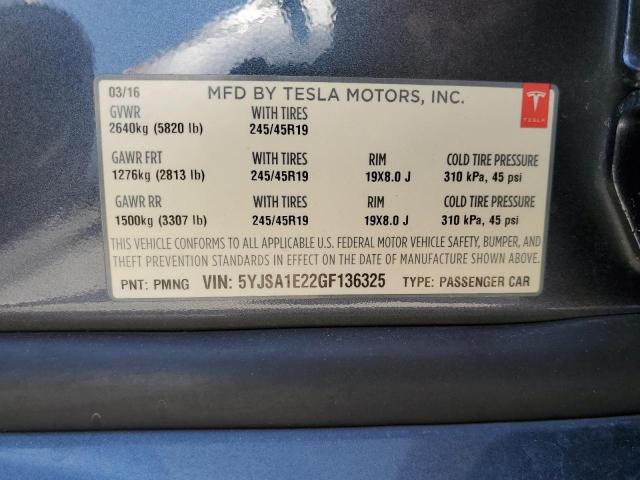 03/16 MFD BY TESLA MOTORS, INC.
GVWR WITH TIRES
2640kg (5820 lb) 245/45R19
TESLA
GAWR FRT WITH TIRES RIM COLD TIRE PRESSURE
1276kg (2813 lb) 245/45R19 19X8.0 J 310 kPa, 45 psi
GAWR RR WITH TIRES RIM COLD TIRE PRESSURE
1500kg (3307 lb) 245/45R19 19X8.0 J 310 kPa, 45 psi
THIS VEHICLE CONFORMS TO ALL APPLICABLE U.S. FEDERAL MOTOR VEHICLE SAFETY, BUMPER, AND
THEFT PREVENTION STANDARDS IN EFFECT ON THE DATE OF MANUFACTURE SHOWN ABOVE.
PNT: PMNG VIN: 5YJSA1E22GF136325 TYPE: PASSENGER CAR